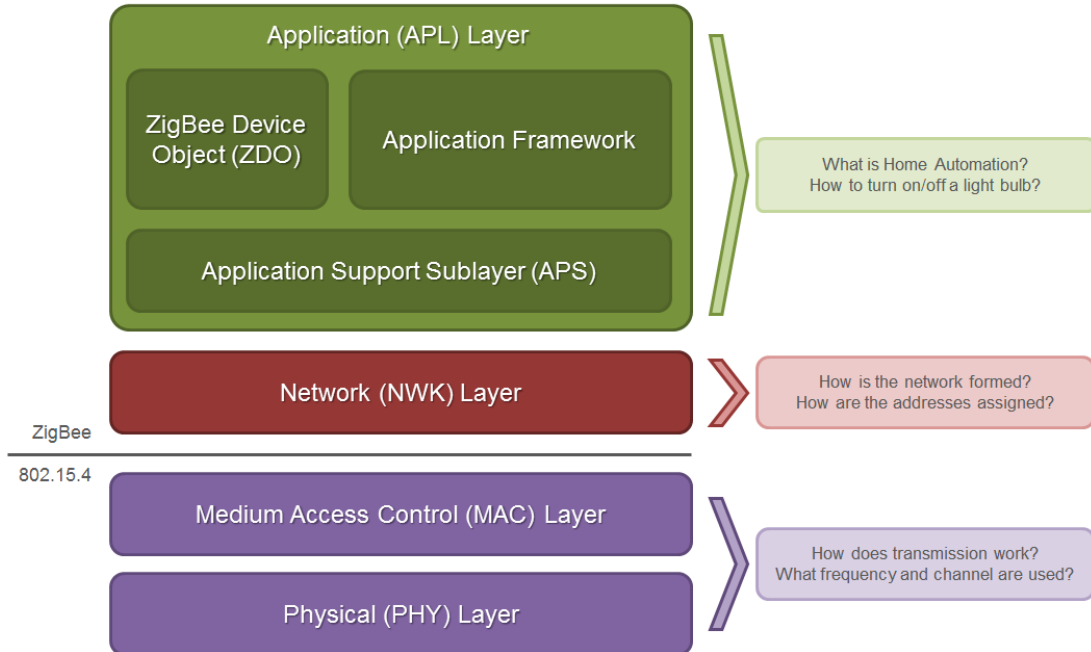 Application (APL) Layer
ZigBee Device
Object (ZDO)
Application Framework
Application Support Sublayer (APS)
What is Home Automation?
How to turn on/off a light bulb?
Network (NWK) Layer
How is the network formed?
How are the addresses assigned?
ZigBee
802.15.4
Medium Access Control (MAC) Layer
Physical (PHY) Layer
How does transmission work?
What frequency and channel are used?